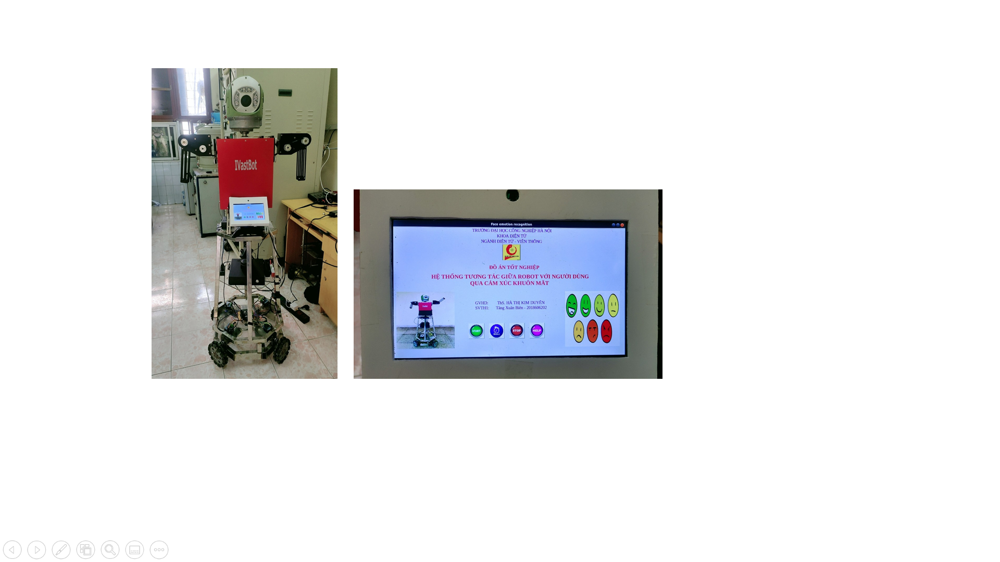 IVastBot
Face emotion recognition
TRƯỜNG ĐẠI HỌC CÔNG NGHIỆP HÀ NỘI
KHOA ĐIỆN TỬ
NGÀNH ĐIỆN TỬ - VIỄN THÔNG
ĐỒ ÁN TỐT NGHIỆP
HỆ THỐNG TƯƠNG TÁC GIỮA ROBOT VỚI NGƯỜI DÙNG
QUA CẢM XÚC KHUÔN MẶT
GVHD: ThS. HÀ THỊ KIM DUYÊN
SVTH1: Tăng Xuân Biên - 2018606202
START
STOP
HELP